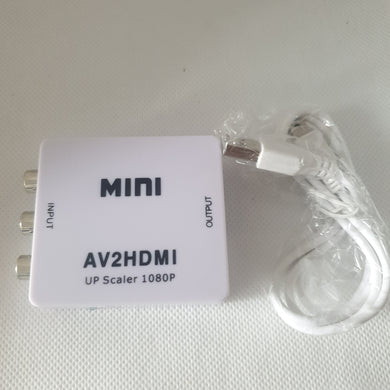 MINI
INPUT
OUTPUT
AV2HDMI
UP Scaler 1080P